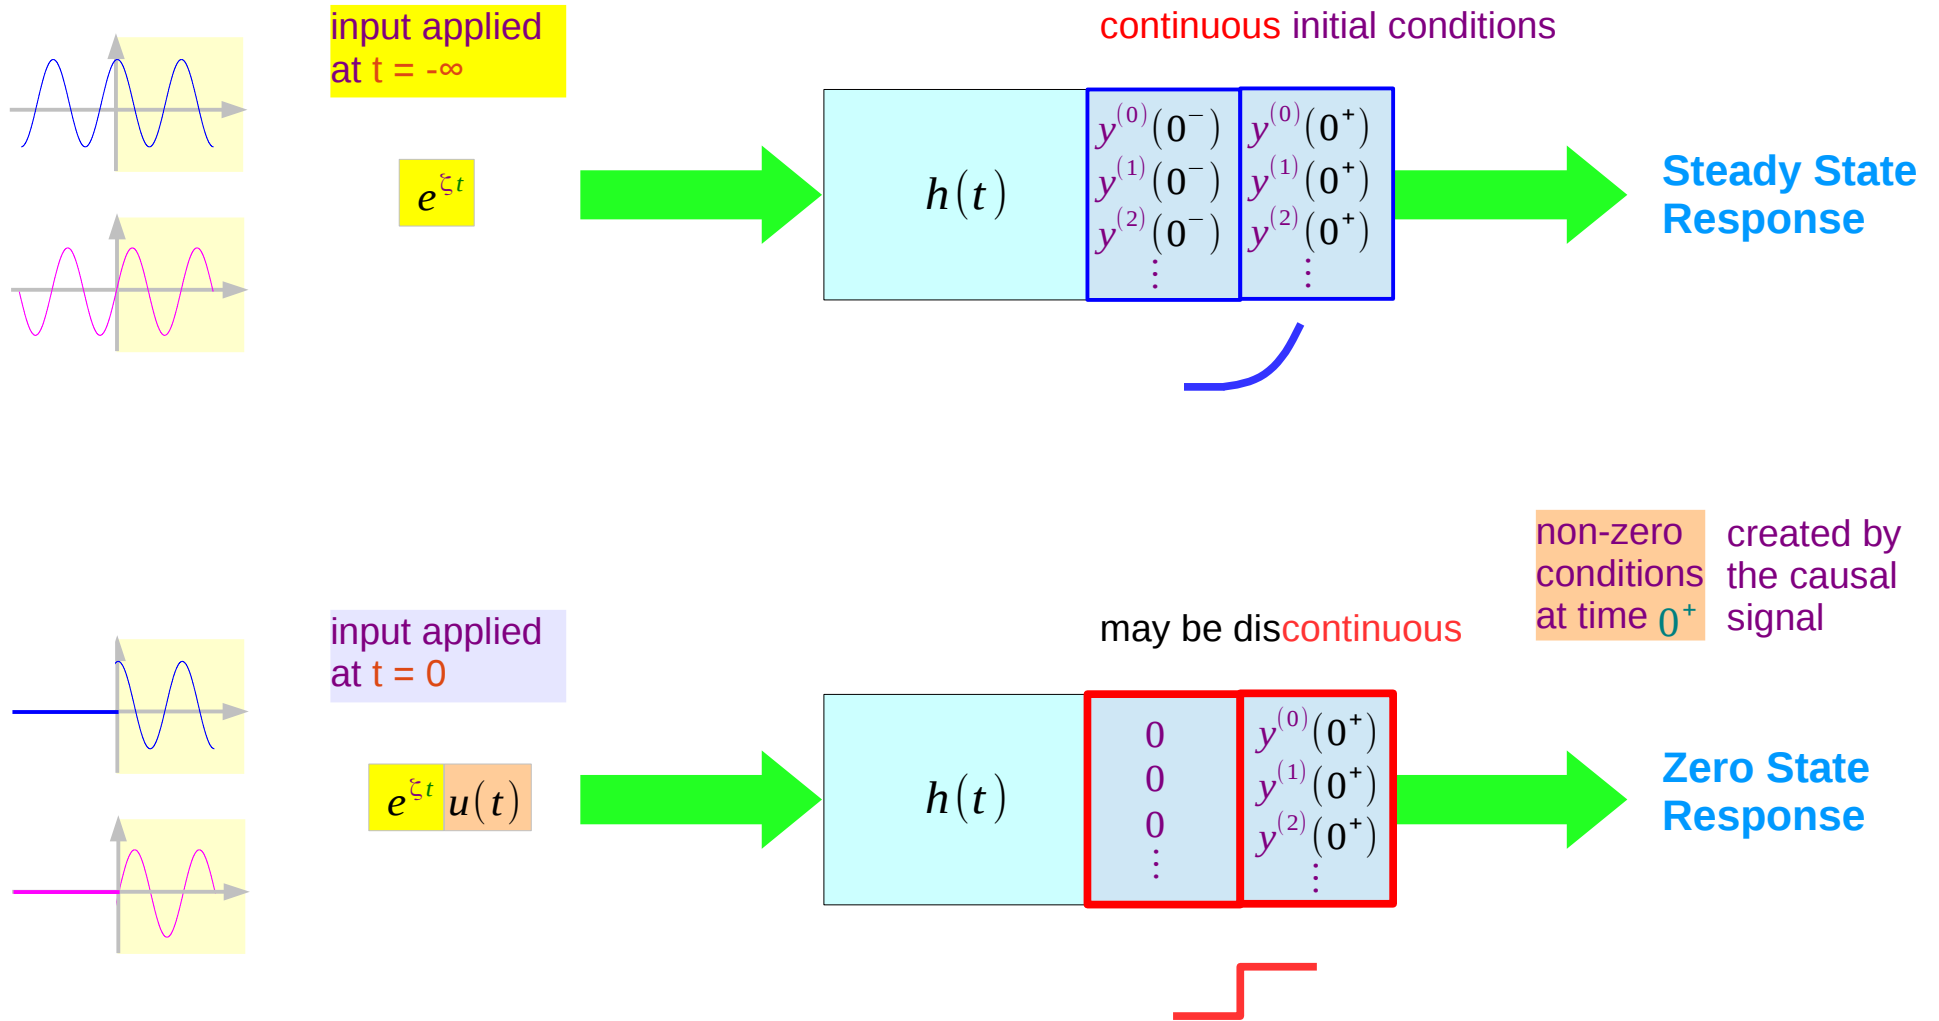 input applied
at t = -∞
continuous initial conditions
e^{ζt}
h(t)
y^{(0)}(0^−) y^{(0)}(0^+)
y^{(1)}(0^−) y^{(1)}(0^+)
y^{(2)}(0^−) y^{(2)}(0^+)
⋮ ⋮
Steady State
Response
non-zero
conditions
at time 0^+
created by
the causal
signal
input applied
at t = 0
may be discontinuous
e^{ζt} u(t)
h(t)
0 y^{(0)}(0^+)
0 y^{(1)}(0^+)
0 y^{(2)}(0^+)
⋮ ⋮
Zero State
Response